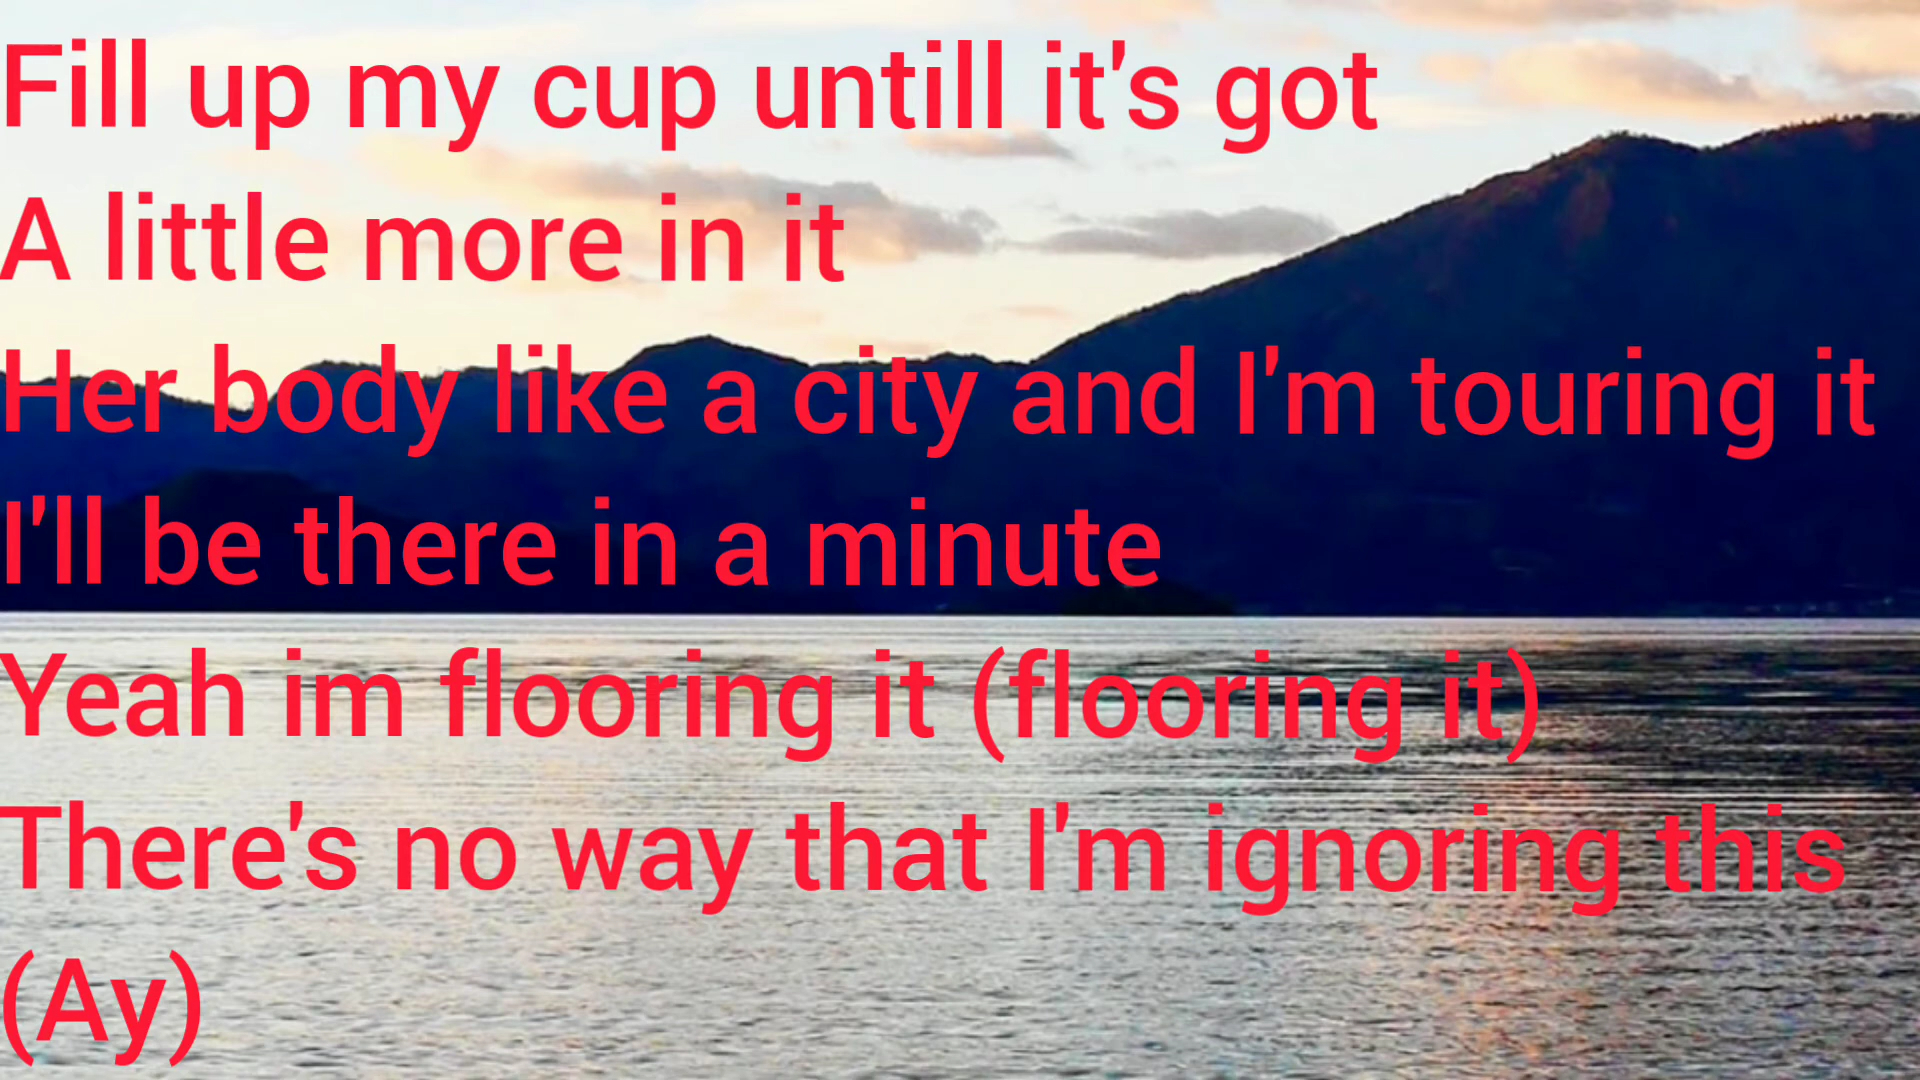 Fill up my cup untill it's got
A little more in it
Her body like a city and I'm touring it
I'll be there in a minute
Yeah im flooring it (flooring it)
There's no way that I'm ignoring this
(Ay)